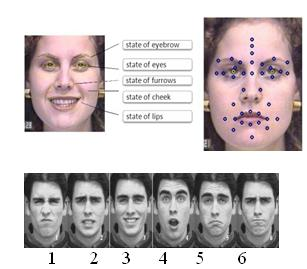 state of eyebrow
state of eyes
state of furrows
state of cheek
state of lips
1 2 3 4 5 6